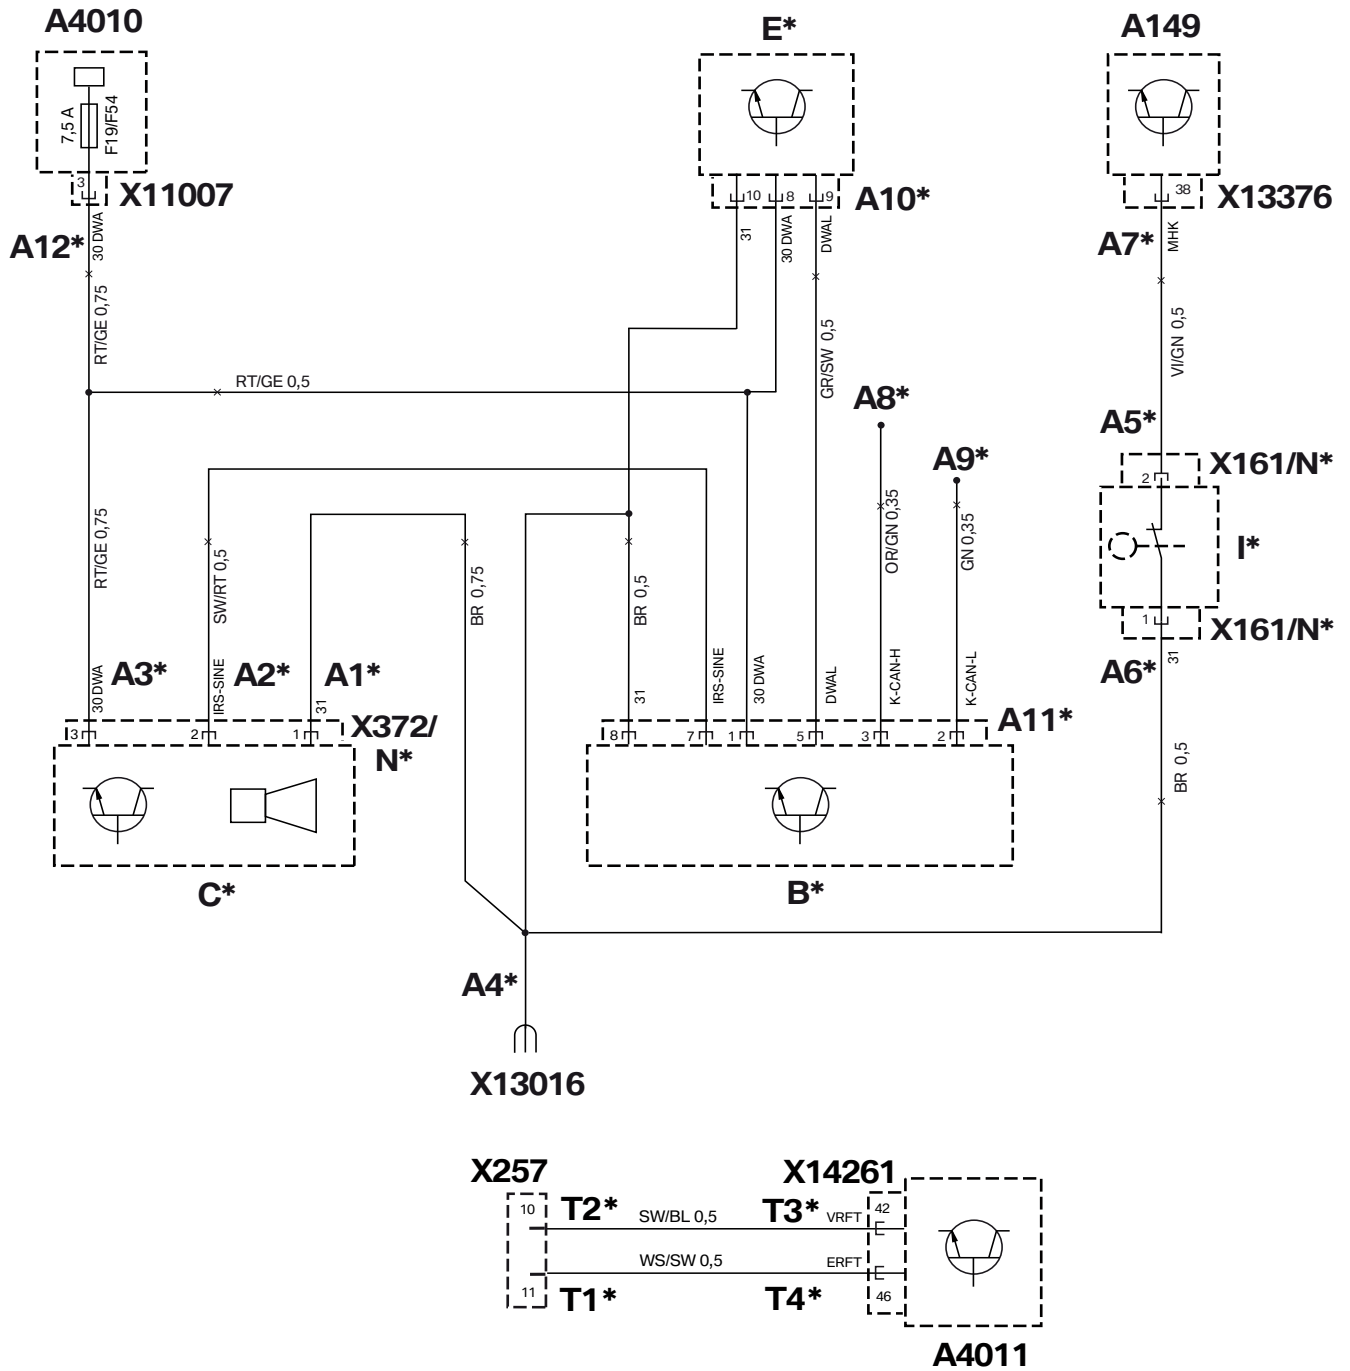 A4010
E*
A149
7,5 A
F19/F54
3
X11007
10
8
9
A10*
38
X13376
A12*
30 DWA
31
30 DWA
DWAL
A7*
MHK
RT/GE 0,75
RT/GE 0,5
GR/SW 0,5
VI/GN 0,5
A8*
A5*
A9*
X161/N*
2
RT/GE 0,75
SW/RT 0,5
BR 0,75
BR 0,5
OR/GN 0,35
GN 0,35
I*
1
X161/N*
A3*
A2*
A1*
A6*
31
30 DWA
IRS-SINE
31
31
IRS-SINE
30 DWA
DWAL
K-CAN-H
K-CAN-L
A11*
3
2
1
X372/
N*
8
7
1
5
3
2
BR 0,5
C*
B*
A4*
X13016
X257
X14261
10
T2*
SW/BL 0,5
T3*
VRFT
42
WS/SW 0,5
ERFT
11
T1*
T4*
46
A4011